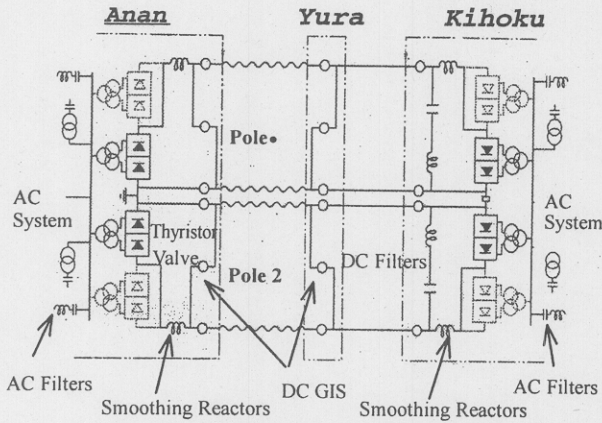 Anan Yura Kihoku
Pole•
AC
System
Thyristor
Valve
Pole 2
DC Filters
AC
System
AC Filters
Smoothing Reactors
DC GIS
Smoothing Reactors
AC Filters